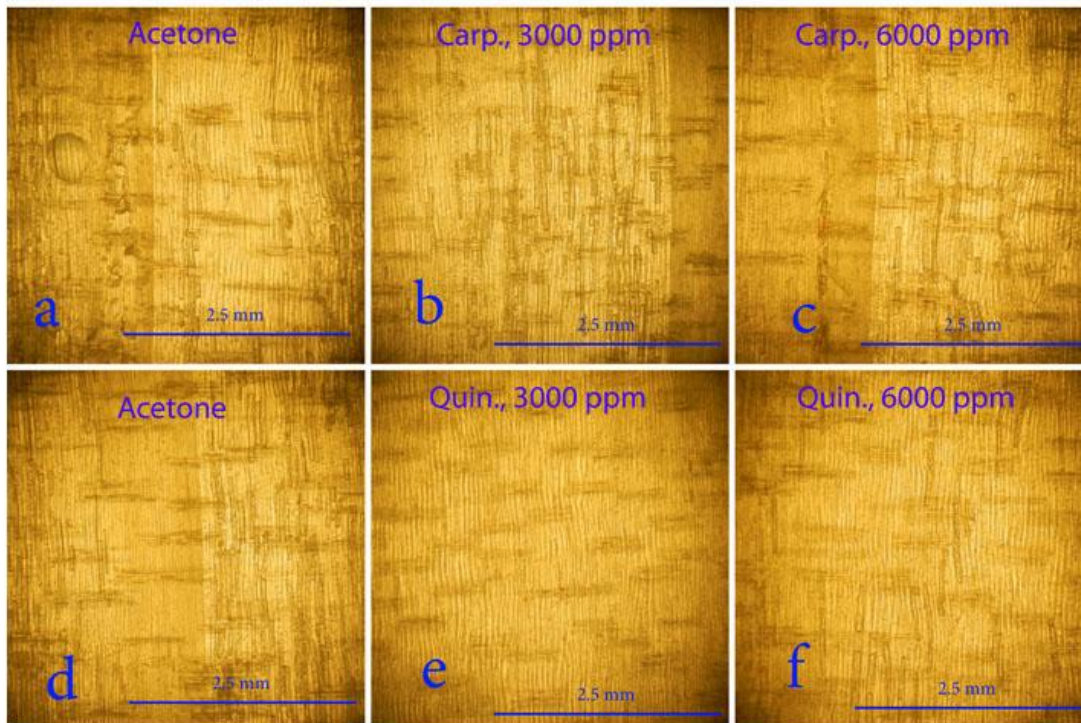 Acetone
Carp., 3000 ppm
Carp., 6000 ppm
a
2.5 mm
b
2.5 mm
c
2.5 mm
Acetone
Quin., 3000 ppm
Quin., 6000 ppm
d
2.5 mm
e
2.5 mm
f
2.5 mm